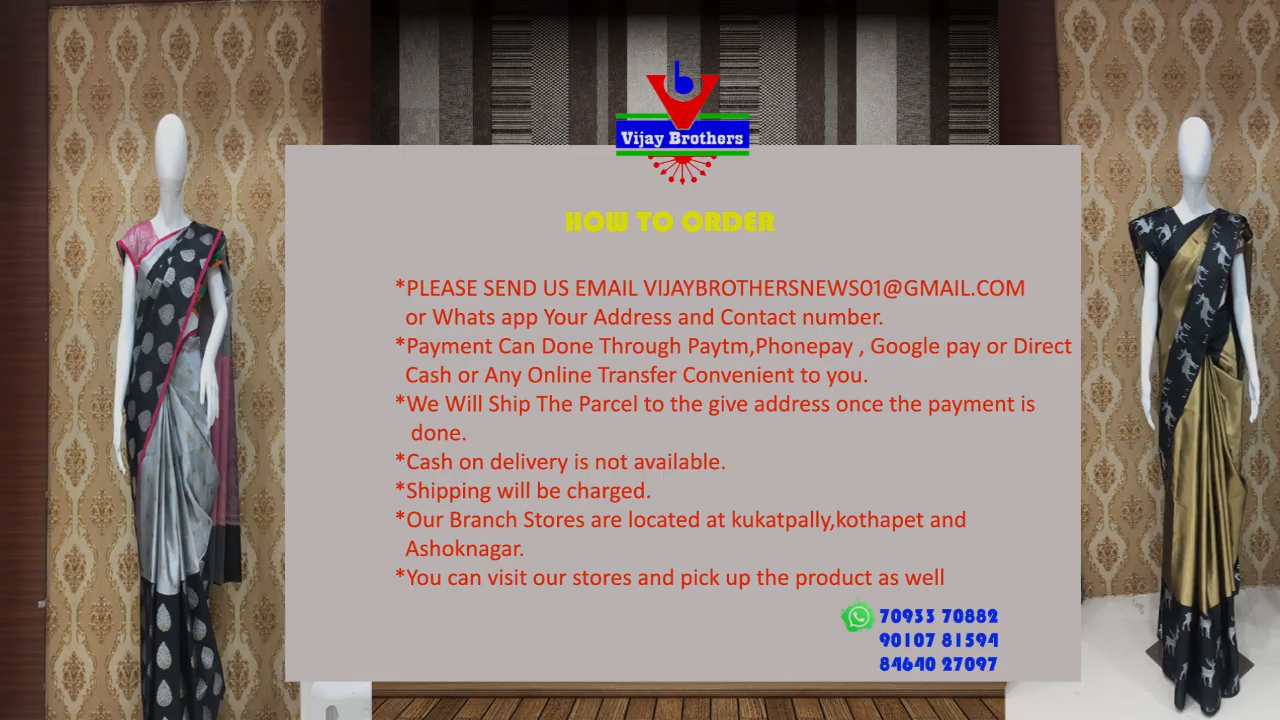 b
Vijay Brothers
HOW TO ORDER
*PLEASE SEND US EMAIL VIJAYBROTHERSNEWS01@GMAIL.COM
or Whats app Your Address and Contact number.
*Payment Can Done Through Paytm,Phonepay , Google pay or Direct
Cash or Any Online Transfer Convenient to you.
*We Will Ship The Parcel to the give address once the payment is
done.
*Cash on delivery is not available.
*Shipping will be charged.
*Our Branch Stores are located at kukatpally,kothapet and
Ashoknagar.
*You can visit our stores and pick up the product as well
70933 70882
90107 81594
84640 27097